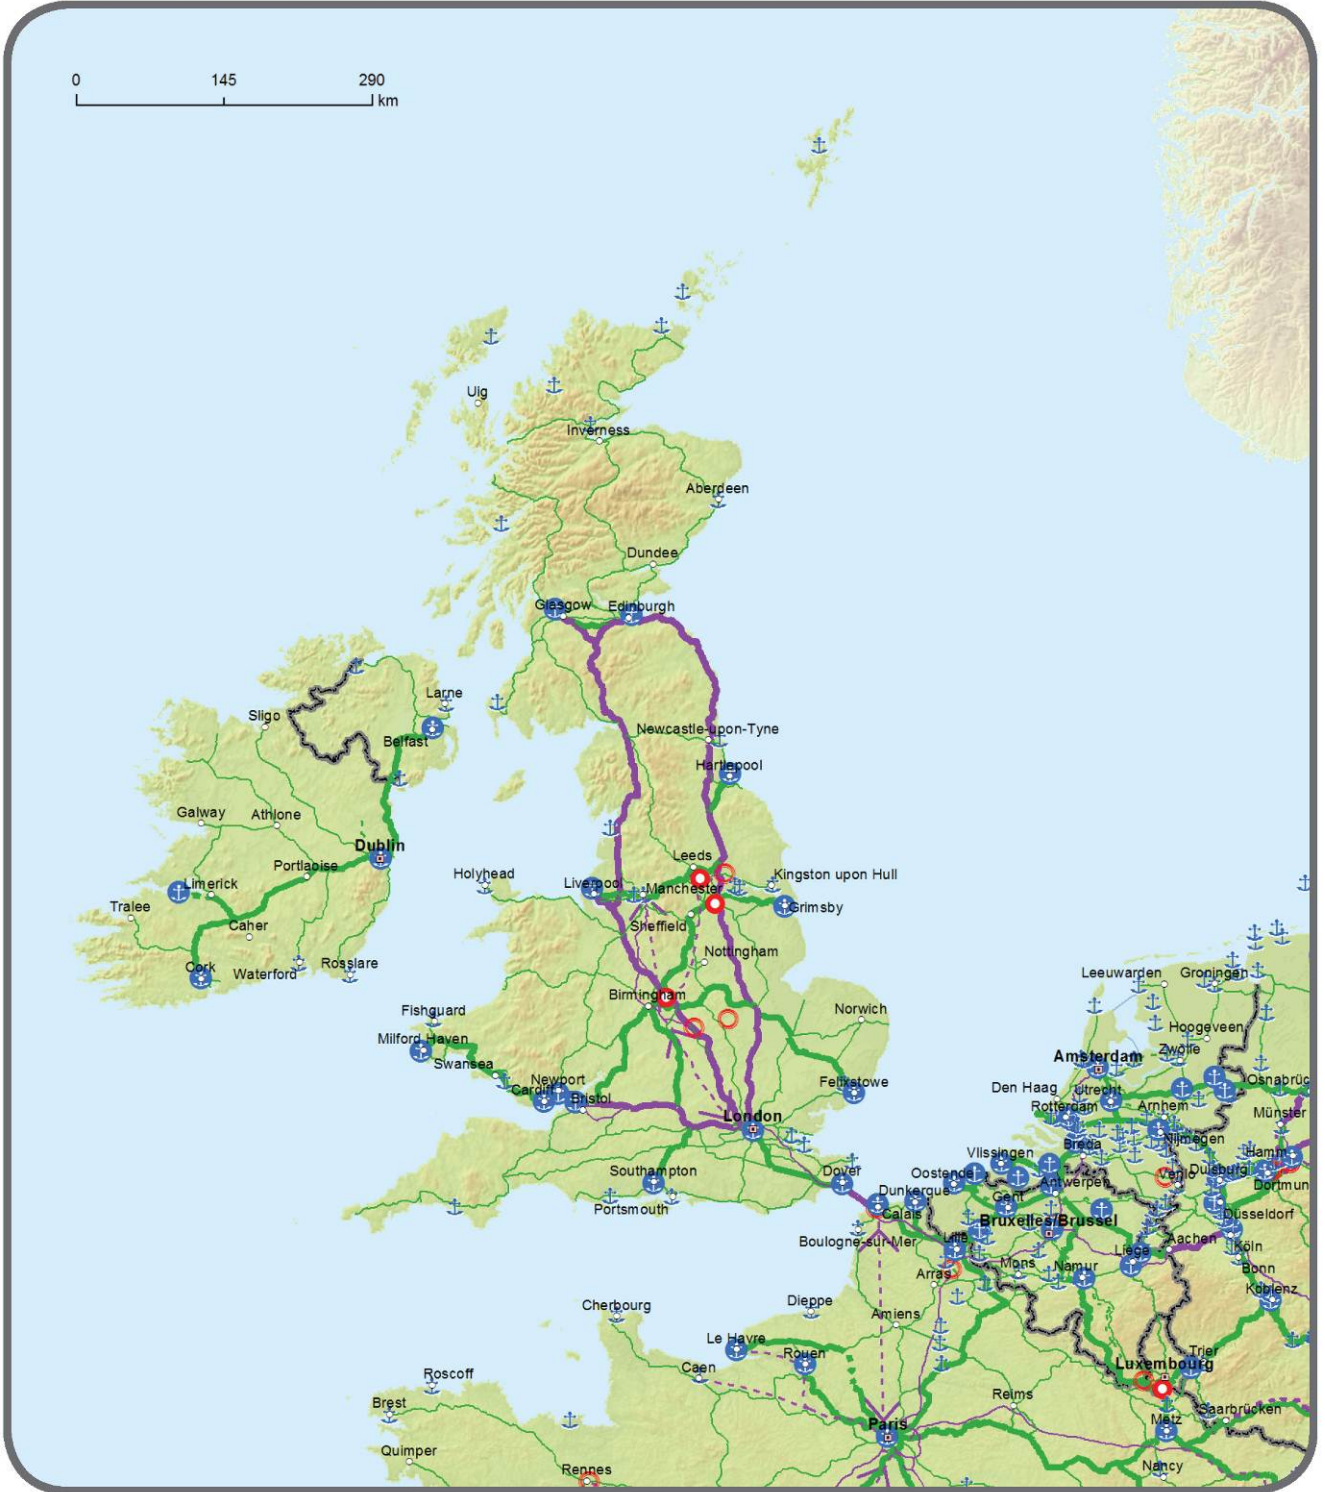 0 145 290
km
Uig
Inverness
Aberdeen
Dundee
Glasgow Edinburgh
Larne
Sligo
Newcastle-upon-Tyne
Belfast
Hartlepool
Galway Athlone
Dublin
Leeds
Portlaoise
Holyhead
Kingston upon Hull
Liverpool Manchester
Limerick
Tralee
Grimsby
Caher
Sheffield
Nottingham
Cork Waterford Rosslare
Leeuwarden Groningen
Birmingham
Fishguard
Norwich
Hoogeveen
Milford Haven
Zwolle
Amsterdam
Swansea
Newport
Felixstowe
Den Haag Utrecht Osnabrüc
Cardiff Bristol
Rotterdam Arnhem
Münster
London
Nijmegen
Breda
Vlissingen
Hamm
Southampton Dover Oostende
Venlo Duisburg
Antwerpen
Dortmun
Dunkerque
Gent
Portsmouth
Calais
Düsseldorf
Bruxelles/Brussel
Boulogne-sur-Mer Lille
Aachen
Liège
Köln
Mons Namur
Bonn
Arras
Koblenz
Dieppe
Cherbourg
Amiens
Le Havre
Rouen
Trier
Caen
Luxembourg
Roscoff
Reims
Brest
Saarbrücken
Paris
Metz
Quimper
Nancy
Rennes